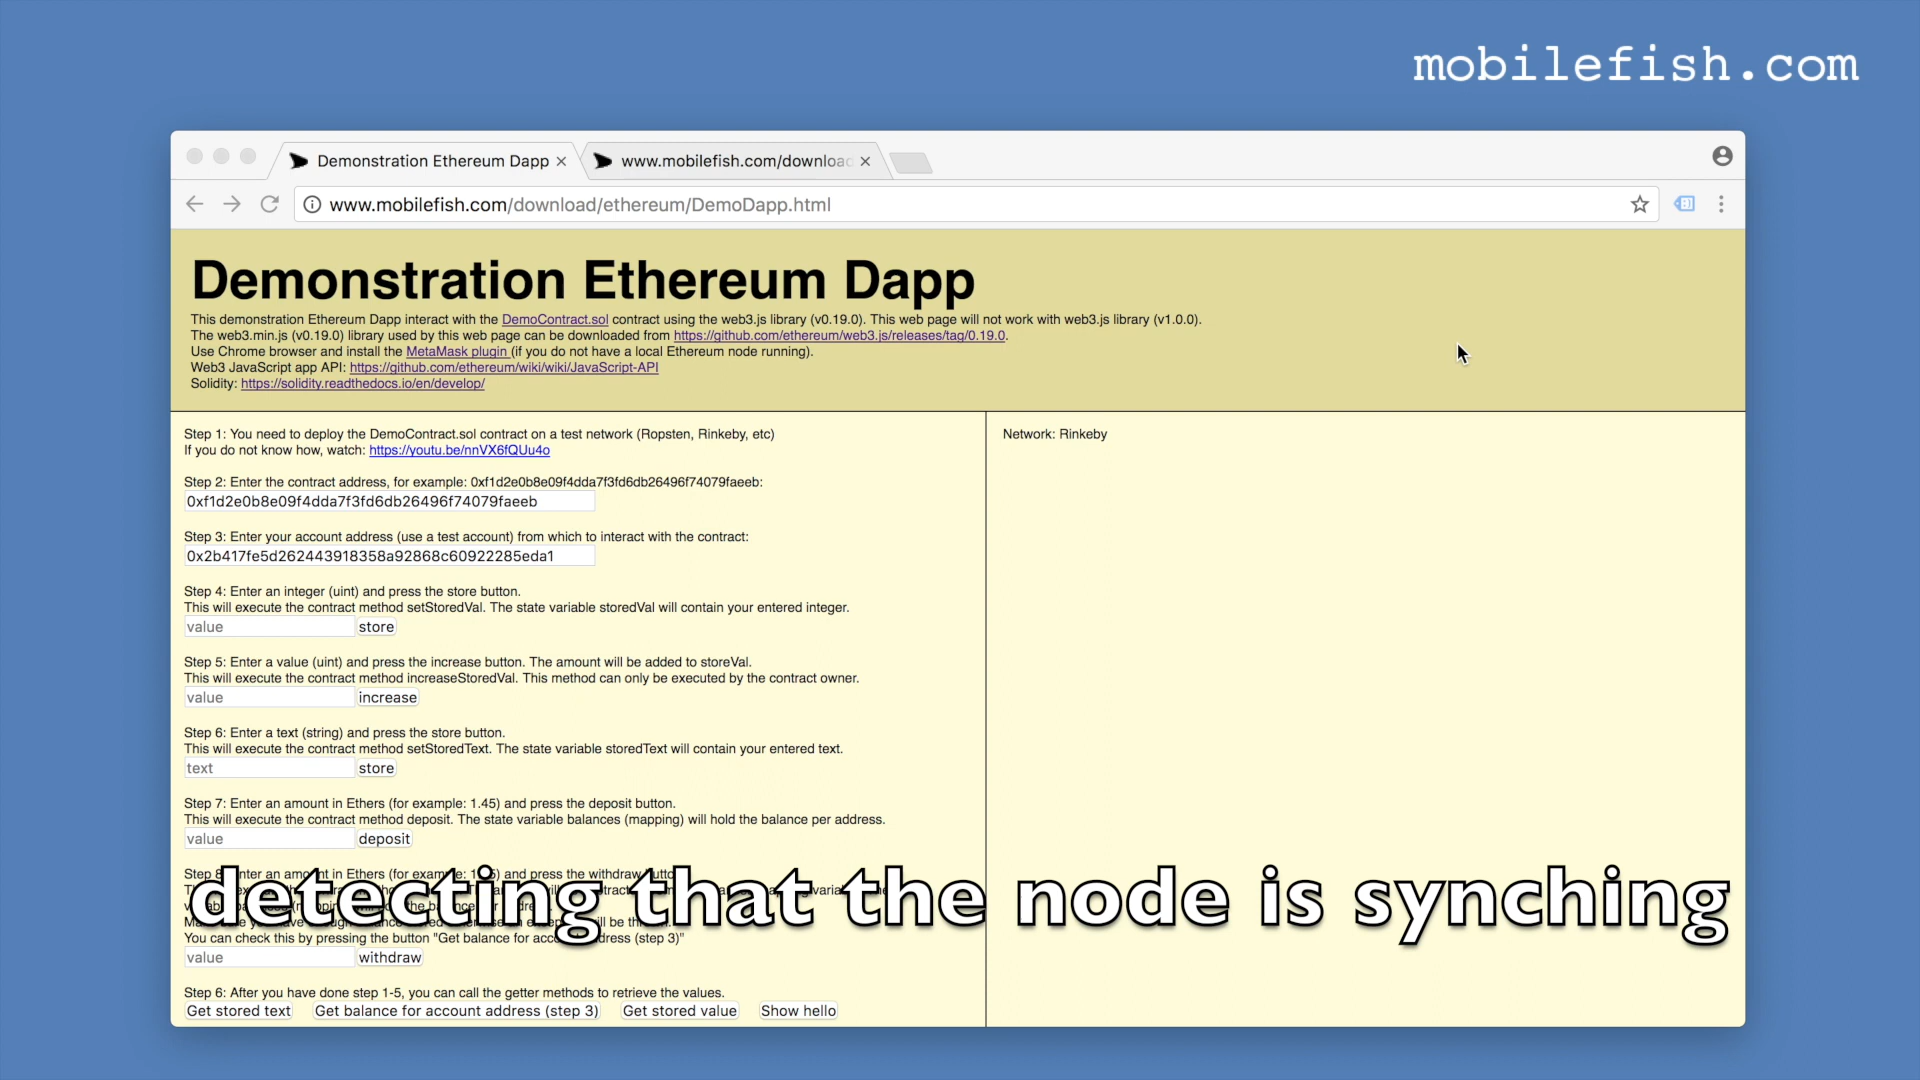 mobilefish.com
Demonstration Ethereum Dapp
www.mobilefish.com/downloa
www.mobilefish.com/download/ethereum/DemoDapp.html
Demonstration Ethereum Dapp
This demonstration Ethereum Dapp interact with the DemoContract.sol contract using the web3.js library (v0.19.0). This web page will not work with web3.js library (v1.0.0).
The web3.min.js (v0.19.0) library used by this web page can be downloaded from https://github.com/ethereum/web3.js/releases/tag/0.19.0.
Use Chrome browser and install the MetaMask plugin (if you do not have a local Ethereum node running).
Web3 JavaScript app API: https://github.com/ethereum/wiki/wiki/JavaScript-API
Solidity: https://solidity.readthedocs.io/en/develop/
Step 1: You need to deploy the DemoContract.sol contract on a test network (Ropsten, Rinkeby, etc)
If you do not know how, watch: https://youtu.be/nnVX6fQUu4o
Step 2: Enter the contract address, for example: 0xf1d2e0b8e09f4dda7f3fd6db26496f74079faeeb:
0xf1d2e0b8e09f4dda7f3fd6db26496f74079faeeb
Step 3: Enter your account address (use a test account) from which to interact with the contract:
0x2b417fe5d262443918358a92868c60922285eda1
Step 4: Enter an integer (uint) and press the store button.
This will execute the contract method setStoredVal. The state variable storedVal will contain your entered integer.
value store
Step 5: Enter a value (uint) and press the increase button. The amount will be added to storeVal.
This will execute the contract method increaseStoredVal. This method can only be executed by the contract owner.
value increase
Step 6: Enter a text (string) and press the store button.
This will execute the contract method setStoredText. The state variable storedText will contain your entered text.
text store
Step 7: Enter an amount in Ethers (for example: 1.45) and press the deposit button.
This will execute the contract method deposit. The state variable balances (mapping) will hold the balance per address.
value deposit
Step 8: Enter an amount in Ethers (for example: and press the withdraw
You can check this by pressing the button "Get balance for address (step 3)"
value withdraw
Step 6: After you have done step 1-5, you can call the getter methods to retrieve the values.
Get stored text Get balance for account address (step 3) Get stored value Show hello
Network: Rinkeby
detecting that the node is synching